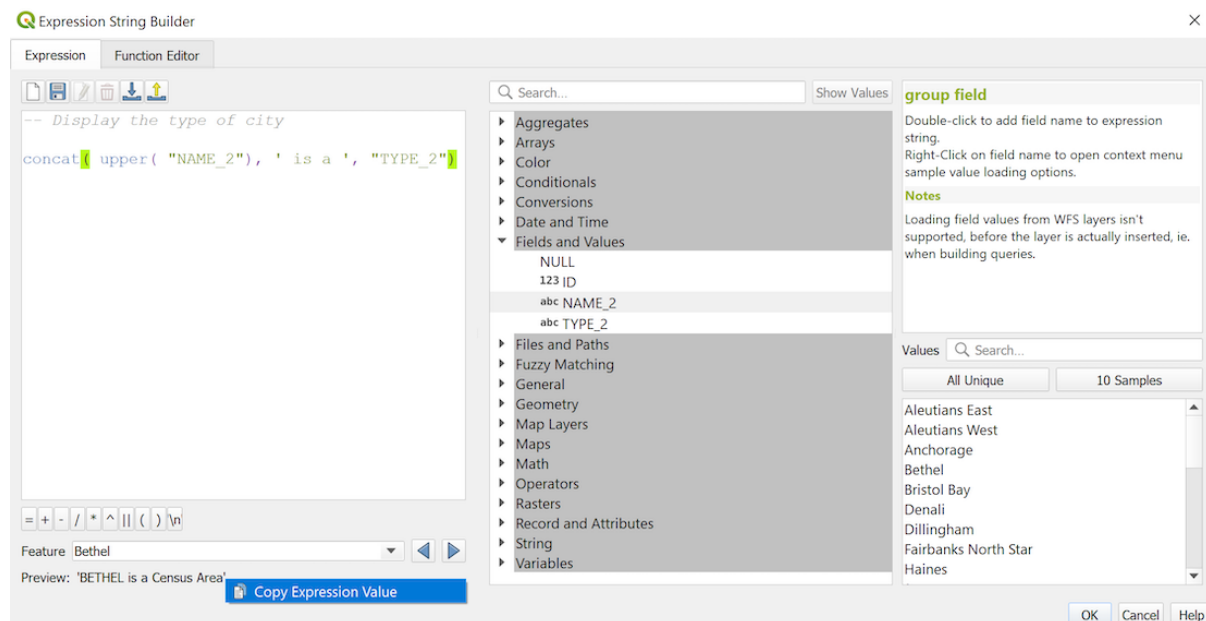 Expression String Builder
Expression
Function Editor
-- Display the type of city
concat( upper( "NAME_2"), ' is a ', "TYPE_2")
= + - / * ^ || ( ) \n
Feature Bethel
Preview: 'BETHEL is a Census Area'
Copy Expression Value
Search...
Show Values
Aggregates
Arrays
Color
Conditionals
Conversions
Date and Time
Fields and Values
NULL
123 ID
abc NAME_2
abc TYPE_2
Files and Paths
Fuzzy Matching
General
Geometry
Map Layers
Maps
Math
Operators
Rasters
Record and Attributes
String
Variables
group field
Double-click to add field name to expression
string.
Right-Click on field name to open context menu
sample value loading options.
Notes
Loading field values from WFS layers isn't
supported, before the layer is actually inserted, ie.
when building queries.
Values Search...
All Unique
10 Samples
Aleutians East
Aleutians West
Anchorage
Bethel
Bristol Bay
Denali
Dillingham
Fairbanks North Star
Haines
OK
Cancel
Help